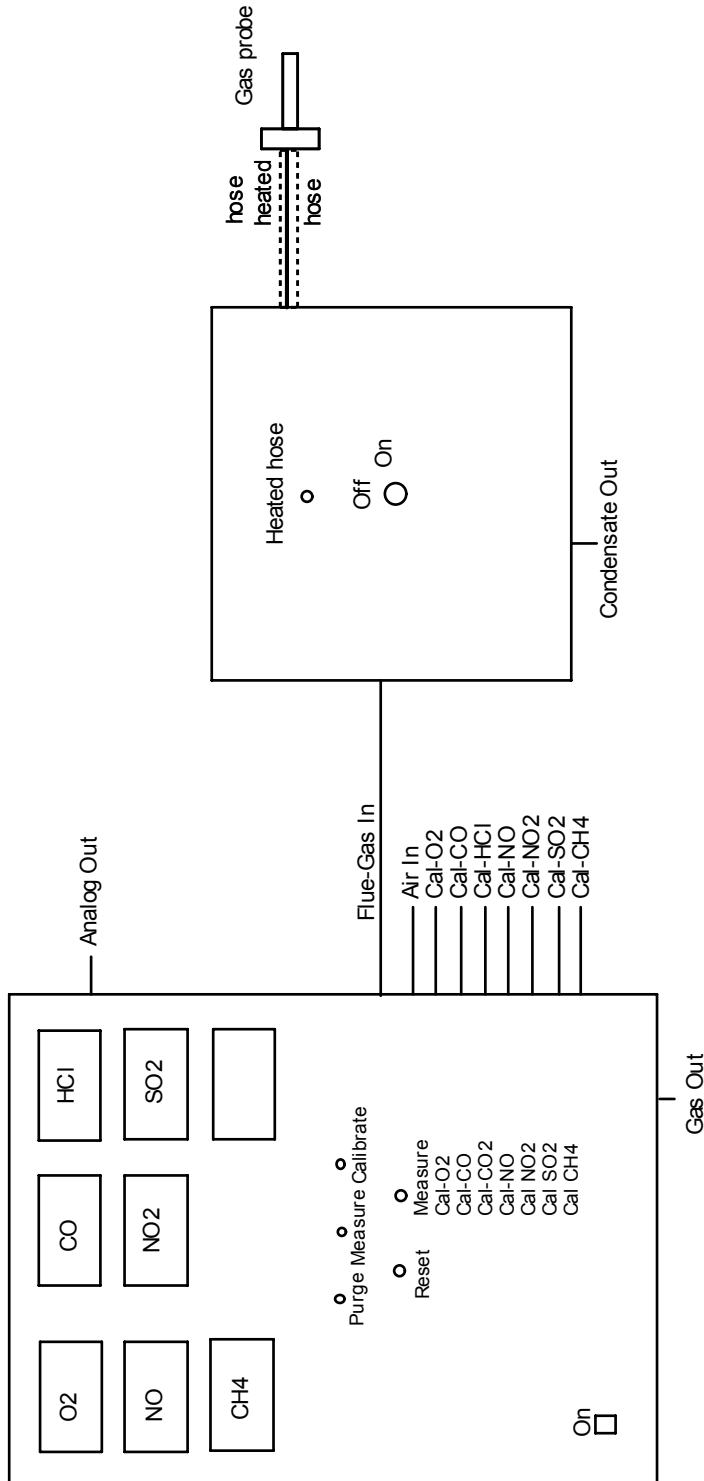 O2
CO
HCl
NO
NO2
SO2
CH4
Analog Out
Purge Measure Calibrate
Reset
Measure
Cal-O2
Cal-CO
Cal-CO2
Cal-NO
Cal NO2
Cal SO2
Cal CH4
On
Gas Out
Flue-Gas In
Air In
Cal-O2
Cal-CO
Cal-HCl
Cal-NO
Cal-NO2
Cal-SO2
Cal-CH4
Heated hose
Off
On
Condensate Out
hose
heated
hose
Gas probe